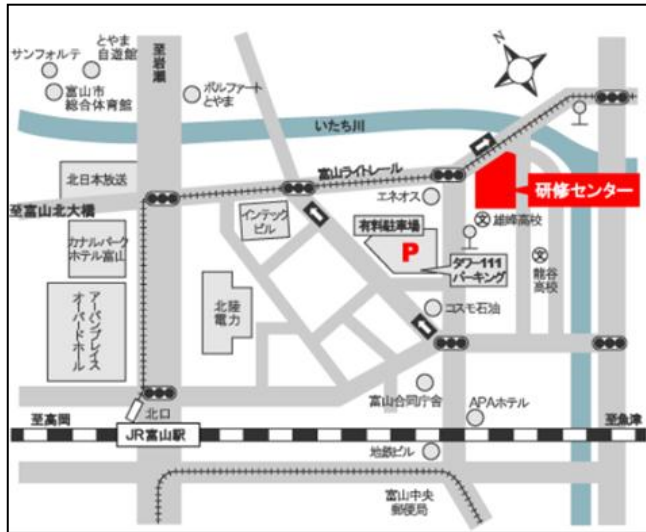 とやま
自遊館
サンフォルテ
富山市
総合体育館
至岩瀬
ボルファート
とやま
N
いたち川
北日本放送
富山ライトレール
エネオス
研修センター
至富山北大橋
インテック
ビル
有料駐車場
P
文
雄峰高校
カナルパーク
ホテル富山
タワー111
パーキング
文
龍谷
高校
アーバンプレイス
オーバードホール
北陸
電力
コスモ石油
富山合同庁舎
APAホテル
至高岡
北口
至魚津
JR富山駅
地鉄ビル
富山中央
郵便局